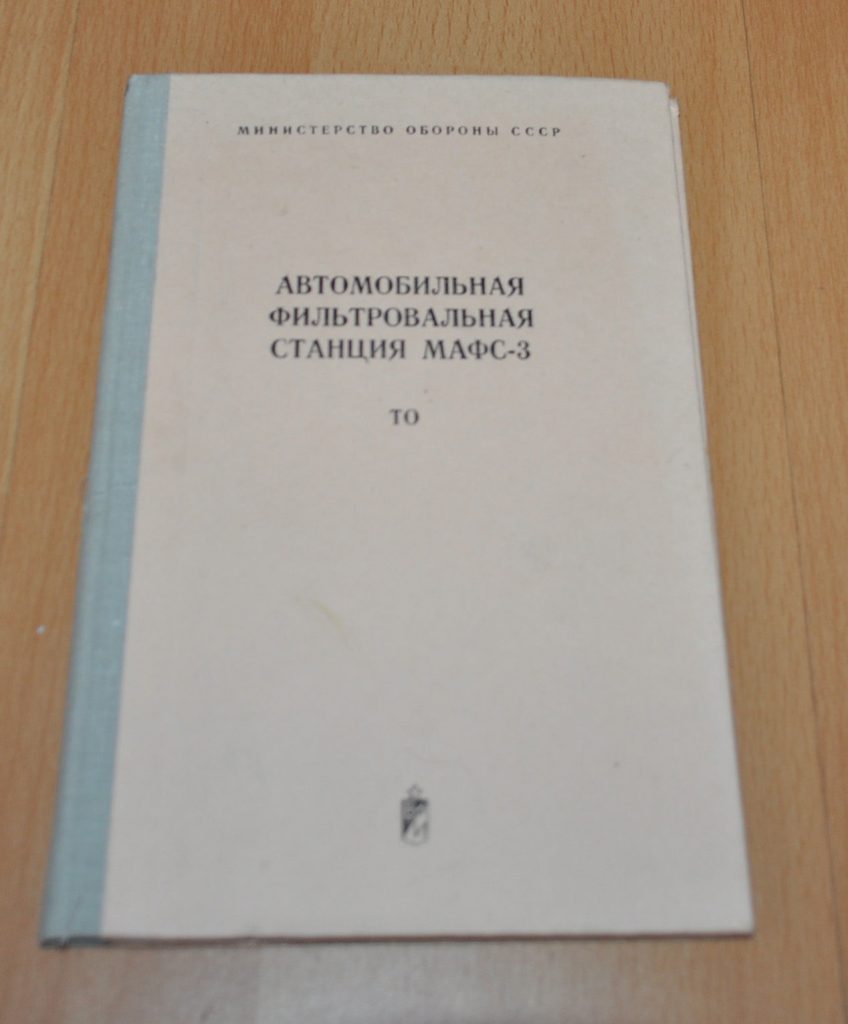 МИНИСТЕРСТВО ОБОРОНЫ СССР
АВТОМОБИЛЬНАЯ
ФИЛЬТРОВАЛЬНАЯ
СТАНЦИЯ МАФС-3
ТО